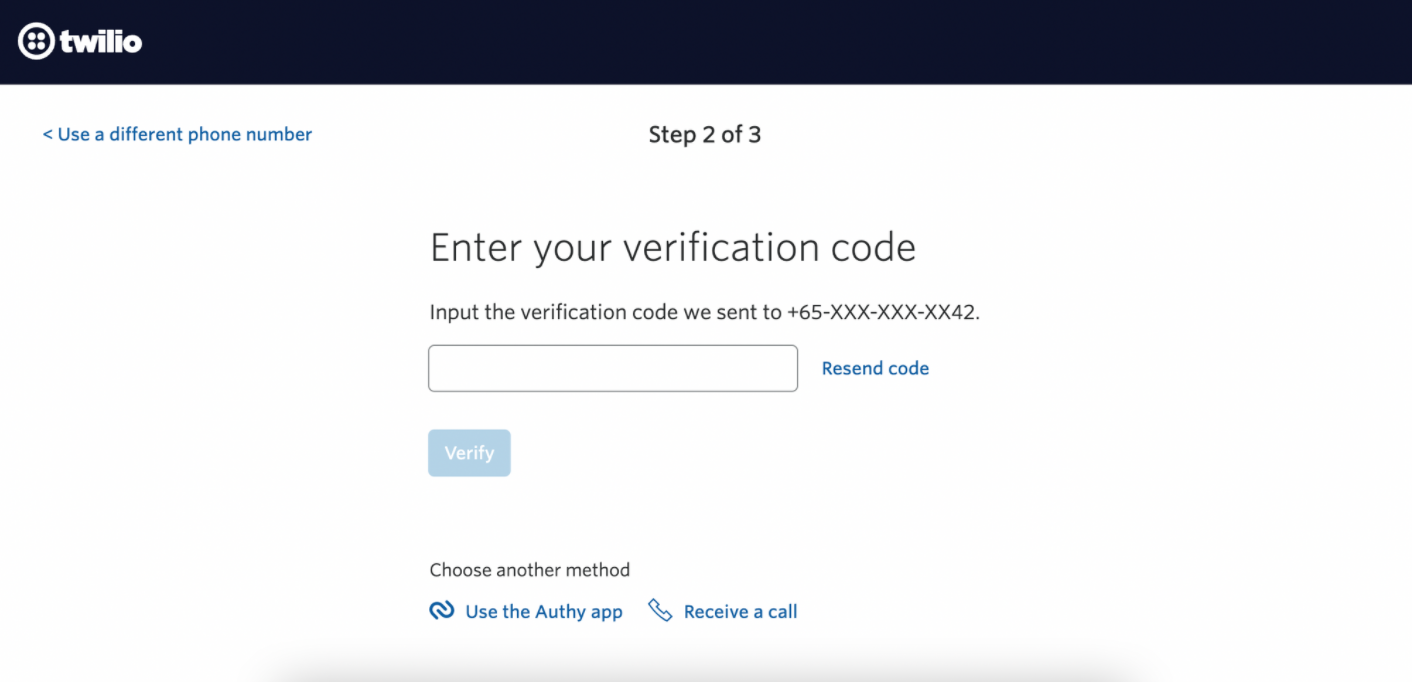 twilio
< Use a different phone number
Step 2 of 3
Enter your verification code
Input the verification code we sent to +65-XXX-XXX-XX42.
Resend code
Verify
Choose another method
Use the Authy app
Receive a call